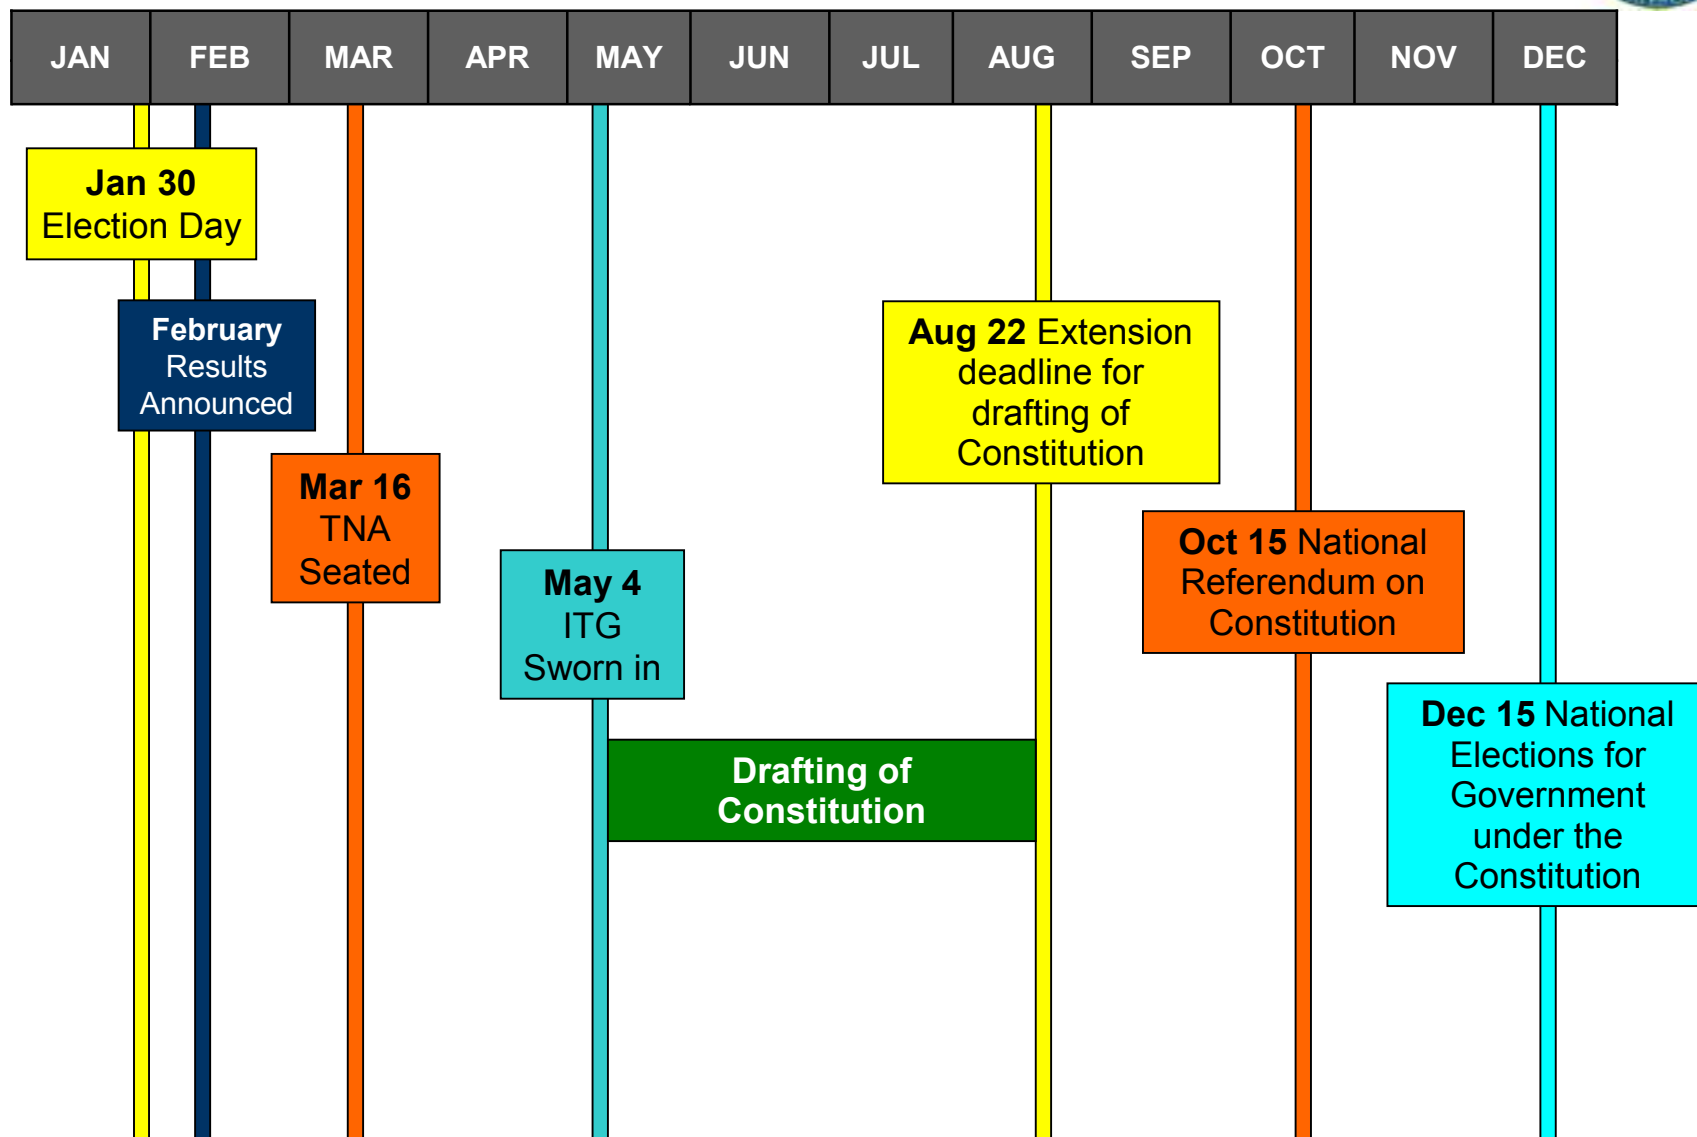 JAN FEB MAR APR MAY JUN JUL AUG SEP OCT NOV DEC
Jan 30
Election Day
February
Results
Announced
Mar 16
TNA
Seated
May 4
ITG
Sworn in
Drafting of
Constitution
Aug 22 Extension
deadline for
drafting of
Constitution
Oct 15 National
Referendum on
Constitution
Dec 15 National
Elections for
Government
under the
Constitution